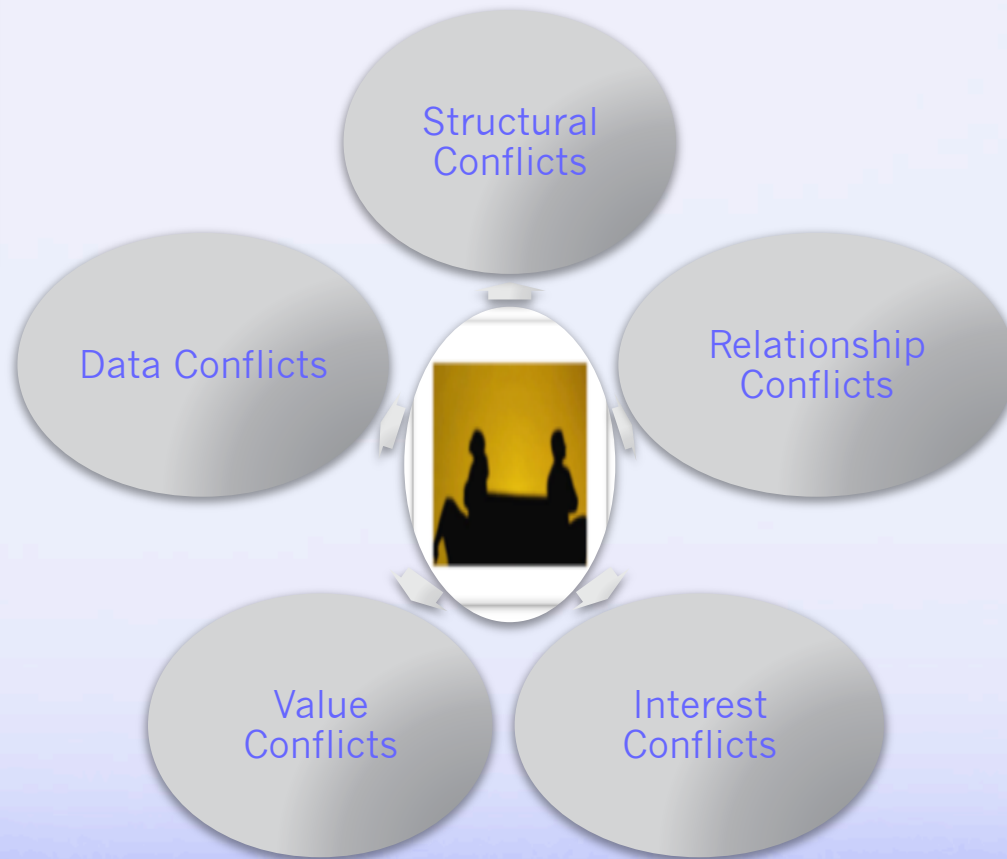 Structural
Conflicts
Data Conflicts
Relationship
Conflicts
Value
Conflicts
Interest
Conflicts